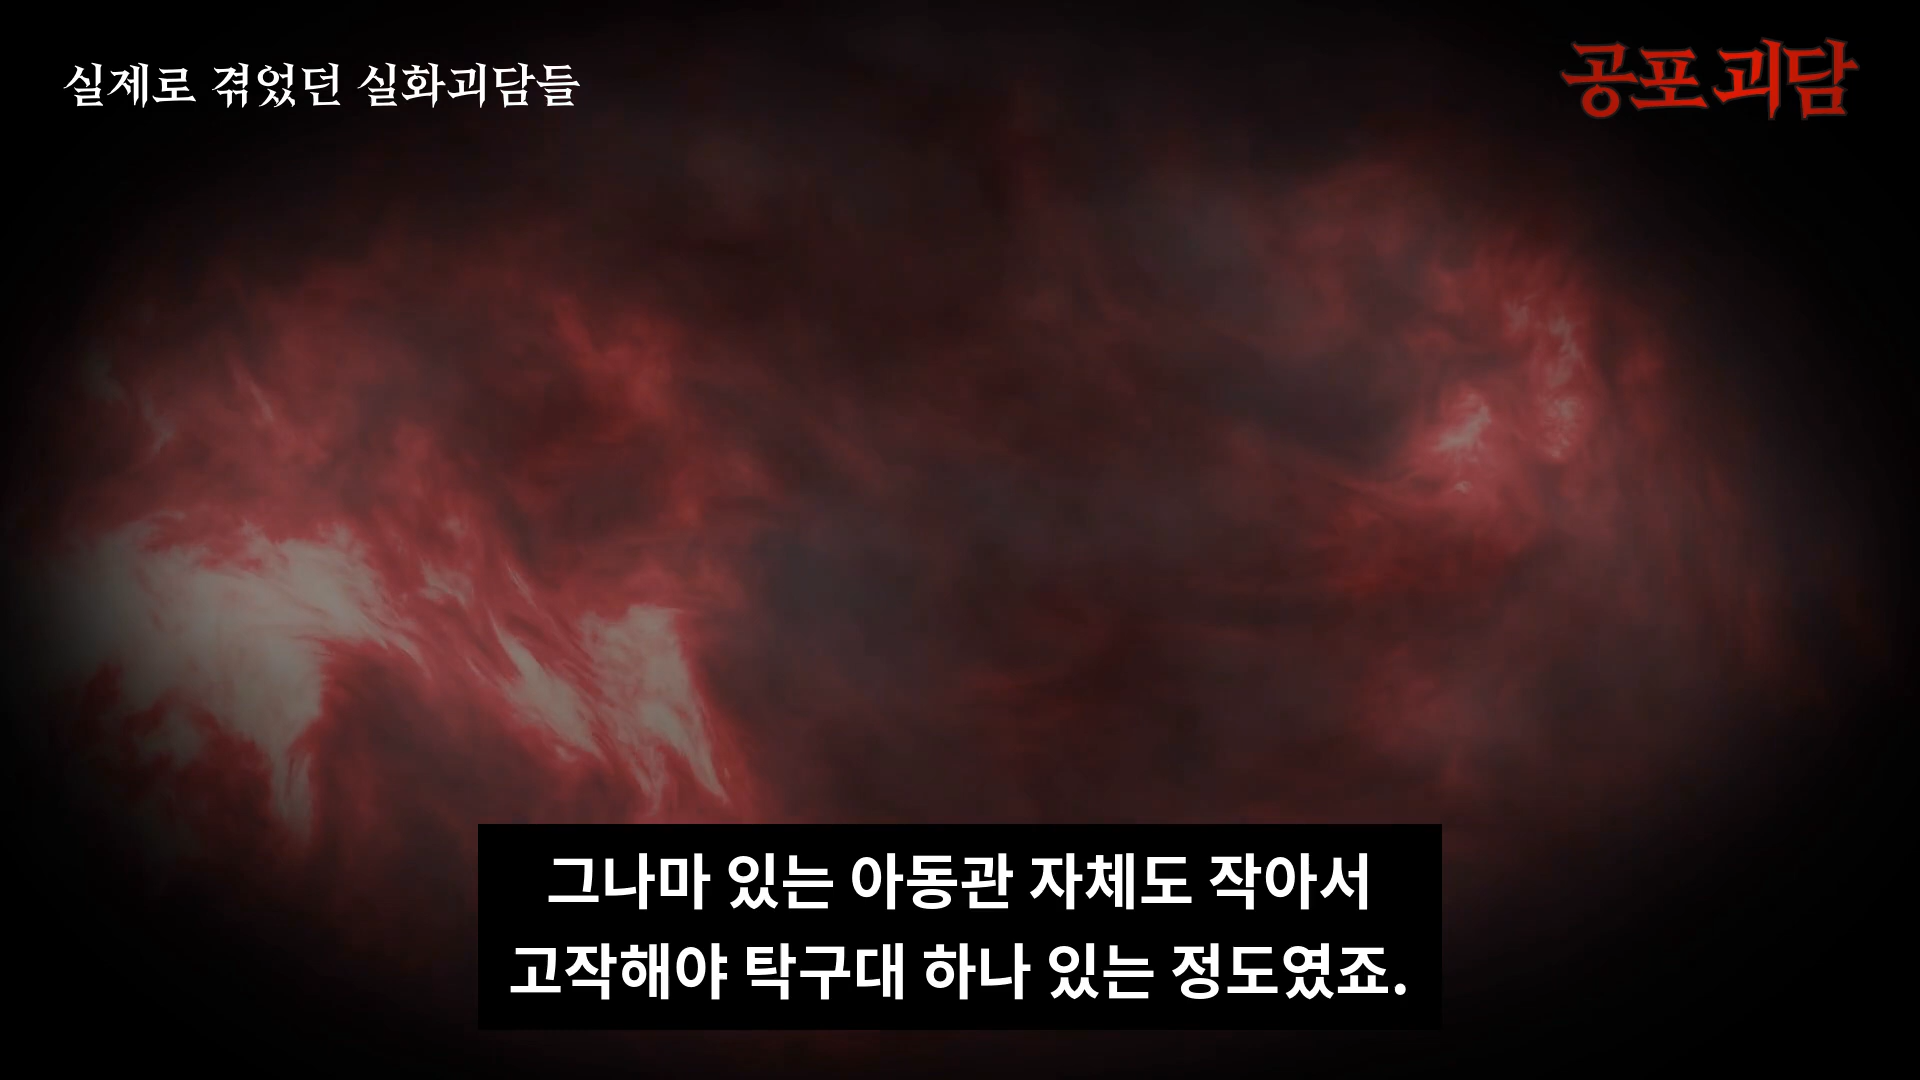 실제로 겪었던 실화괴담들
공포괴담
그나마 있는 아동관 자체도 작아서
고작해야 탁구대 하나 있는 정도였죠.